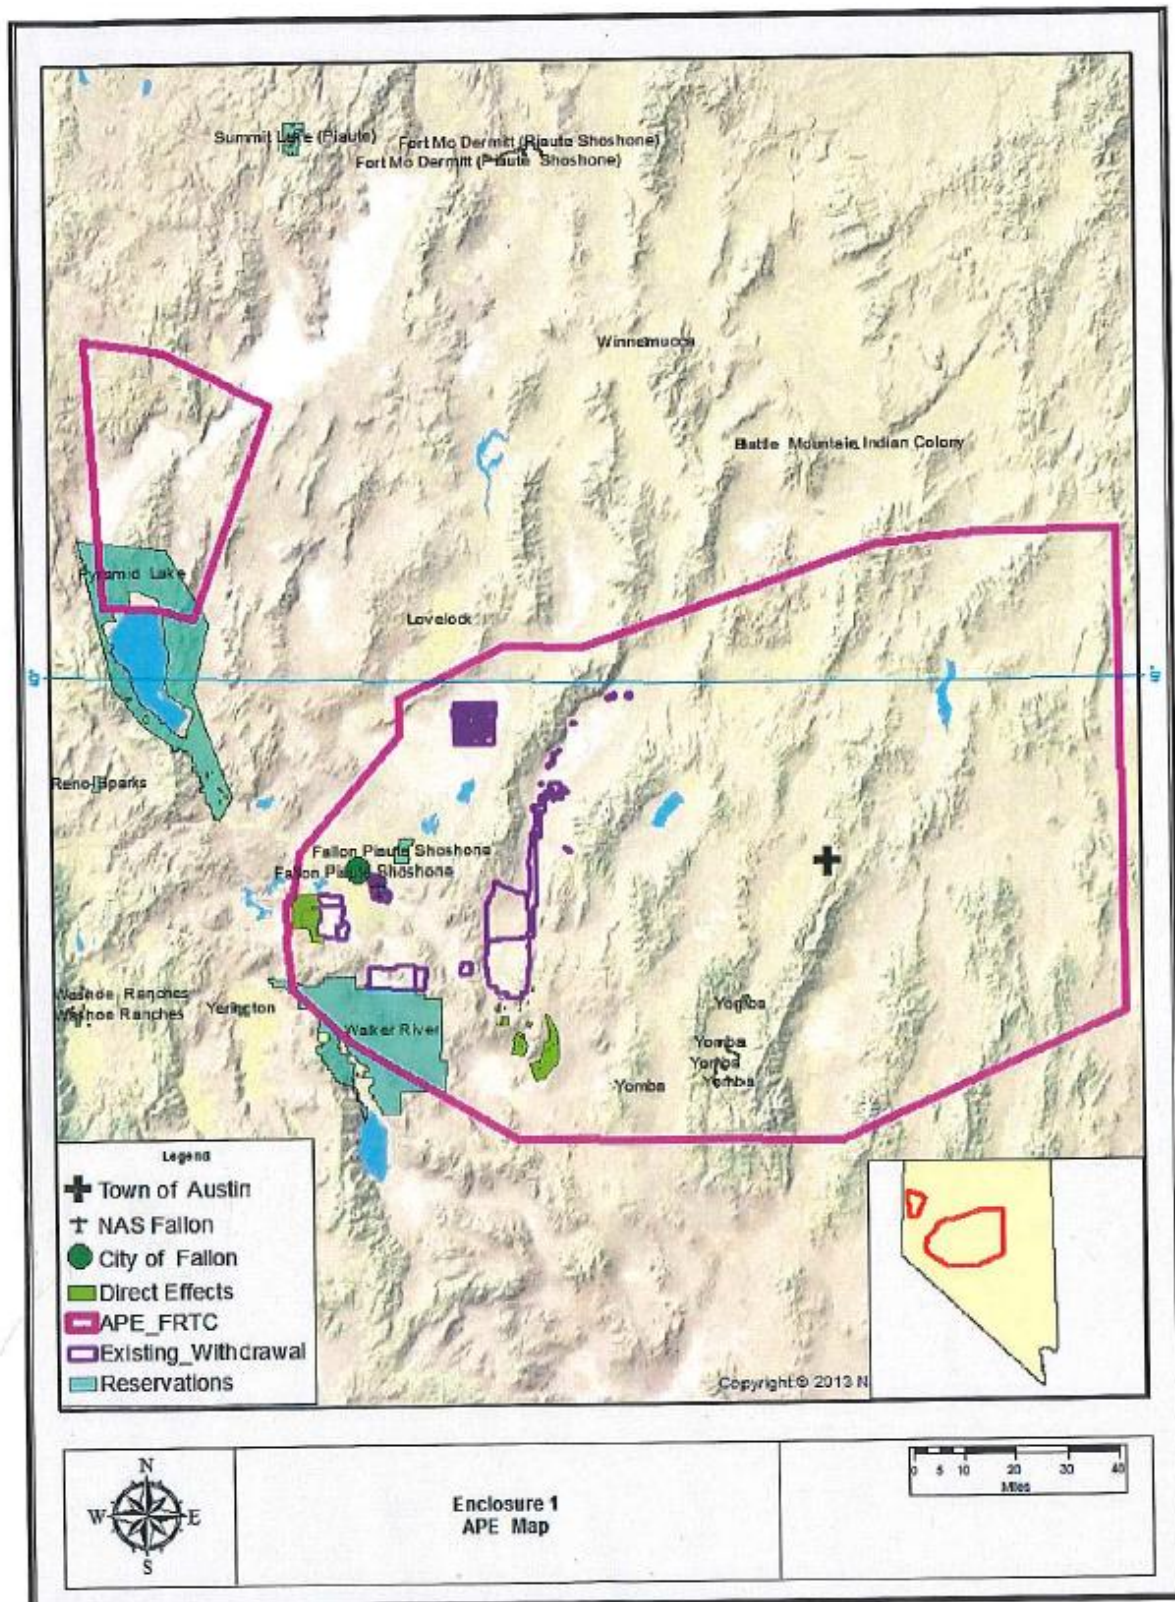 Summit Lake (Piaute)
Fort Mc Dermitt (Piaute Shoshone)
Fort Mc Dermitt (Piaute Shoshone)
Winnemucca
Battle Mountain Indian Colony
Pyramid Lake
Lovelock
40°
40°
Reno-Sparks
Fallon Piaute Shoshone
Fallon Piaute Shoshone
Washoe Ranches
Washoe Ranches
Yerington
Walker River
Yomba
Yomba
Yomba
Yomba
Yomba
Legend
Town of Austin
NAS Fallon
City of Fallon
Direct Effects
APE_FRTC
Existing_Withdrawal
Reservations
Copyright:© 2013 N
N
W E
S
Enclosure 1
APE Map
0 5 10 20 30 40
Miles